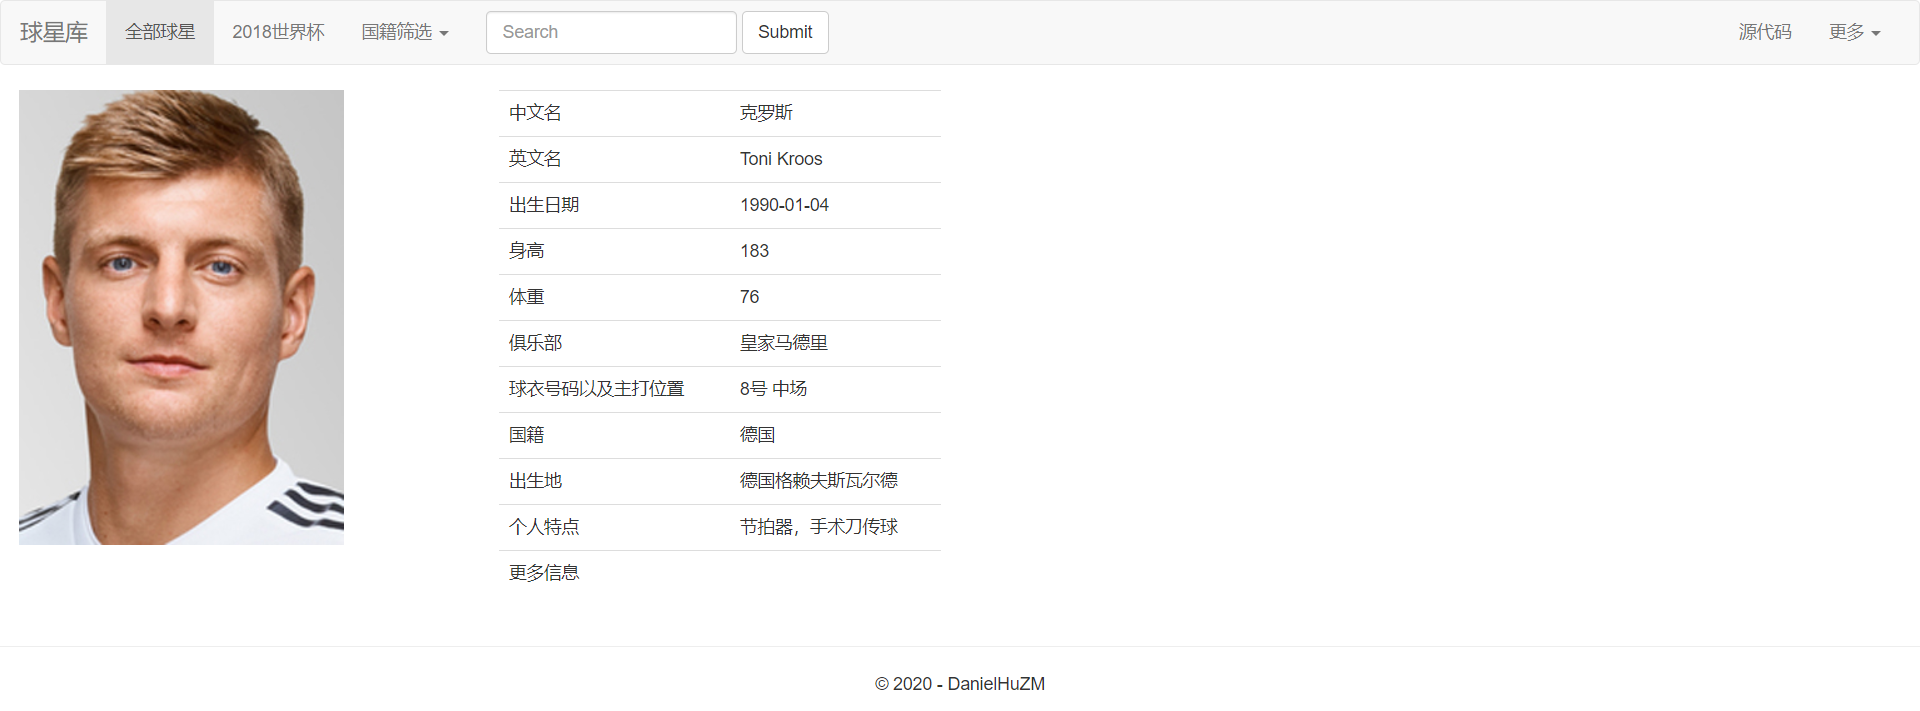 球星库 全部球星 2018世界杯 国籍筛选 Search Submit 源代码 更多
中文名 克罗斯
英文名 Toni Kroos
出生日期 1990-01-04
身高 183
体重 76
俱乐部 皇家马德里
球衣号码以及主打位置 8号 中场
国籍 德国
出生地 德国格赖夫斯瓦尔德
个人特点 节拍器，手术刀传球
更多信息
© 2020 - DanielHuZM